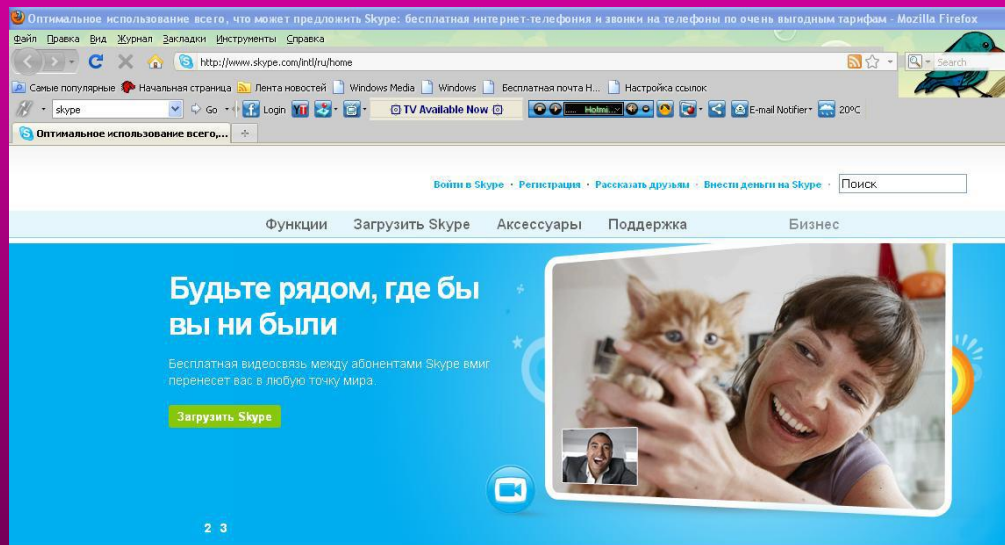 Оптимальное использование всего, что может предложить Skype: бесплатная интернет-телефония и звонки на телефоны по очень выгодным тарифам - Mozilla Firefox
Файл Правка Вид Журнал Закладки Инструменты Справка
http://www.skype.com/intl/ru/home Search
Самые популярные Начальная страница Лента новостей Windows Media Windows Бесплатная почта H... Настройка ссылок
skype Go Login TV Available Now Hotmi... E-mail Notifier 20°C
Оптимальное использование всего,...
Войти в Skype · Регистрация · Рассказать друзьям · Внести деньги на Skype · Поиск
Функции Загрузить Skype Аксессуары Поддержка Бизнес
Будьте рядом, где бы
вы ни были
Бесплатная видеосвязь между абонентами Skype вмиг
перенесет вас в любую точку мира.
Загрузить Skype
2 3